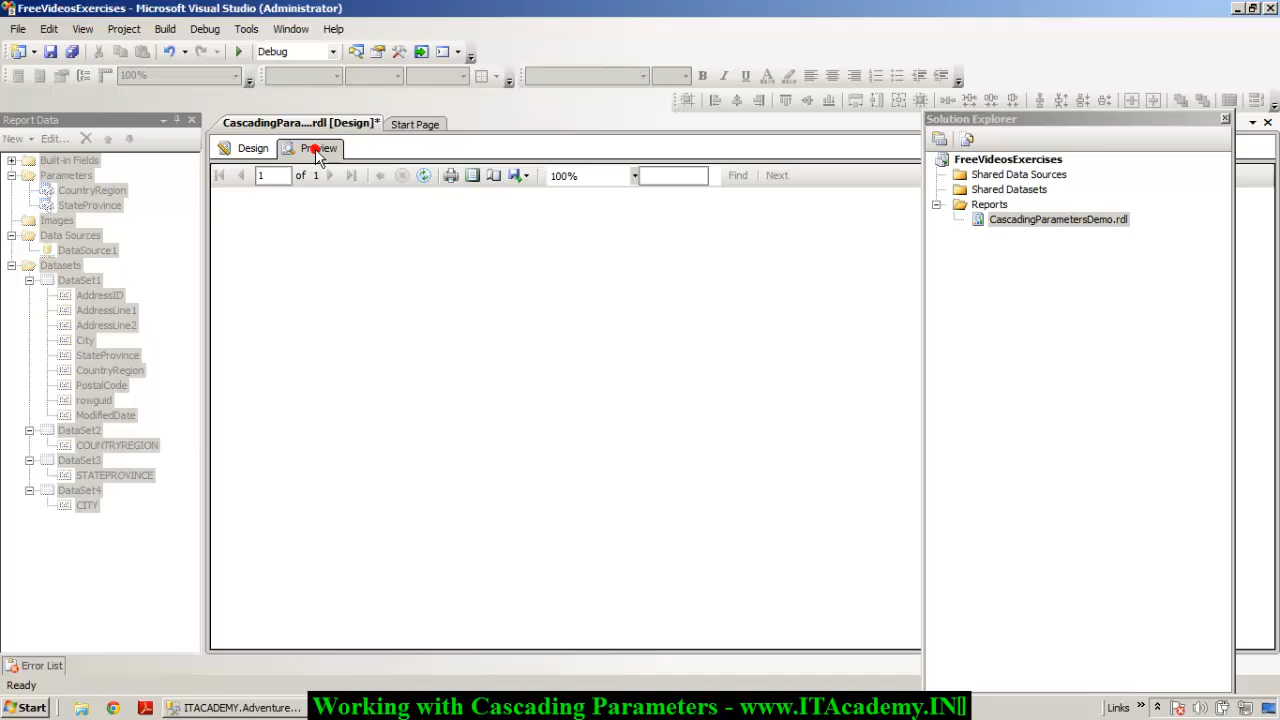 FreeVideosExercises - Microsoft Visual Studio (Administrator)
File Edit View Project Build Debug Tools Window Help
Debug
100%
Report Data
CascadingPara....rdl [Design]* Start Page
Solution Explorer
New Edit...
Design Preview
Built-in Fields
Parameters
CountryRegion
StateProvince
Images
Data Sources
DataSource1
Datasets
DataSet1
AddressID
AddressLine1
AddressLine2
City
StateProvince
CountryRegion
PostalCode
rowguid
ModifiedDate
DataSet2
COUNTRYREGION
DataSet3
STATEPROVINCE
DataSet4
CITY
1 of 1 100% Find Next
FreeVideosExercises
Shared Data Sources
Shared Datasets
Reports
CascadingParametersDemo.rdl
Error List
Ready
Start ITACADEMY.Adventure... Links
Working with Cascading Parameters - www.ITAcademy.IN